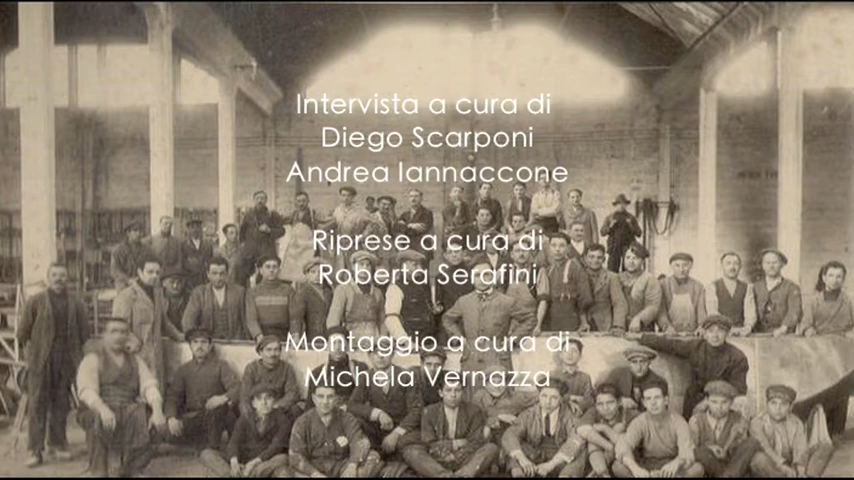 Intervista a cura di
Diego Scarponi
Andrea Iannaccone
Riprese a cura di
Roberta Serafini
Montaggio a cura di
Michela Vernazza